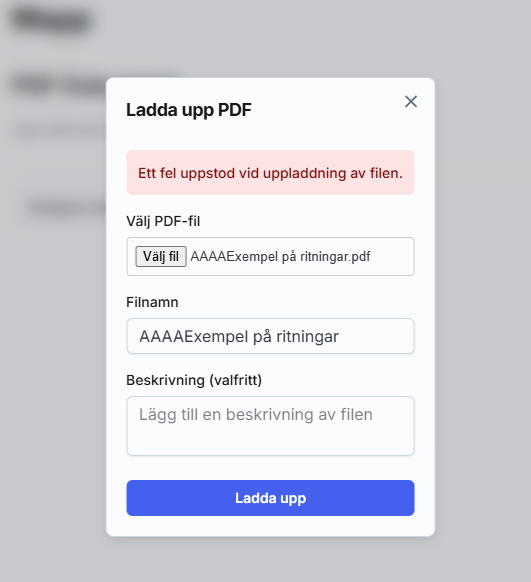 Ladda upp PDF
Ett fel uppstod vid uppladdning av filen.
Välj PDF-fil
Välj fil AAAAExempel på ritningar.pdf
Filnamn
AAAAExempel på ritningar
Beskrivning (valfritt)
Lägg till en beskrivning av filen
Ladda upp